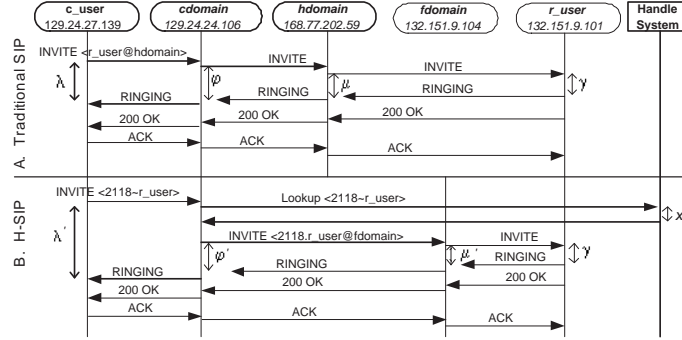 c_user cdomain hdomain fdomain r_user Handle
129.24.27.139 129.24.24.106 168.77.202.59 132.151.9.104 132.151.9.101 System
A. Traditional SIP
INVITE <r_user@hdomain>
INVITE
INVITE
λ φ μ γ
RINGING RINGING RINGING
200 OK 200 OK 200 OK
ACK ACK ACK
B. H-SIP
INVITE <2118~r_user>
Lookup <2118~r_user>
x
INVITE <2118.r_user@fdomain> INVITE
λ' φ' μ' γ
RINGING RINGING RINGING
200 OK 200 OK 200 OK
ACK ACK ACK